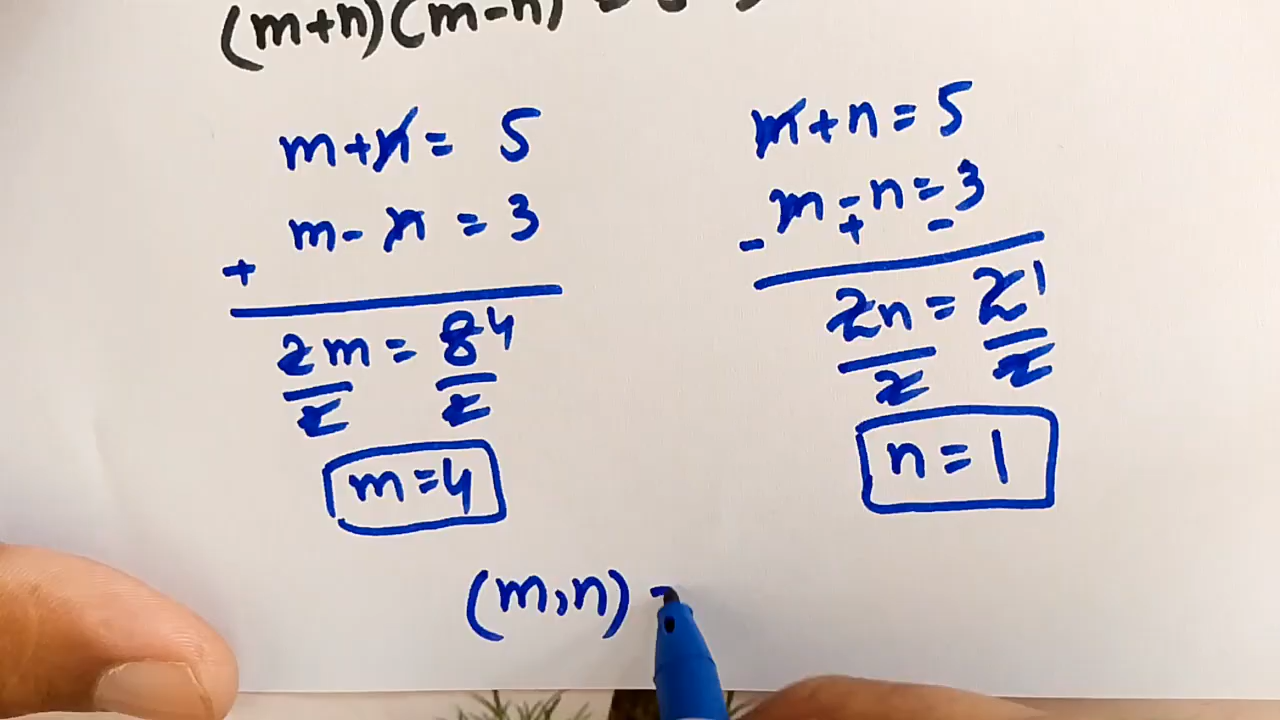 (m+n)(m-n) =
m+n = 5
m - n = 3
+
2m = 8 4
2 2
m=4
m+n = 5
m - n = 3
- + -
2n = 2 1
2 2
n = 1
(m,n) =